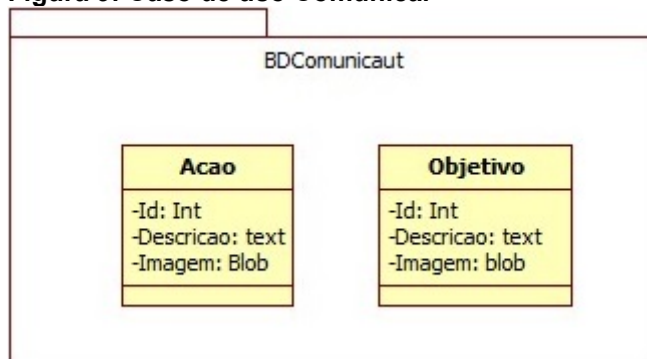 BDComunicaut
Acao
-Id: Int
-Descricao: text
-Imagem: Blob
Objetivo
-Id: Int
-Descricao: text
-Imagem: blob